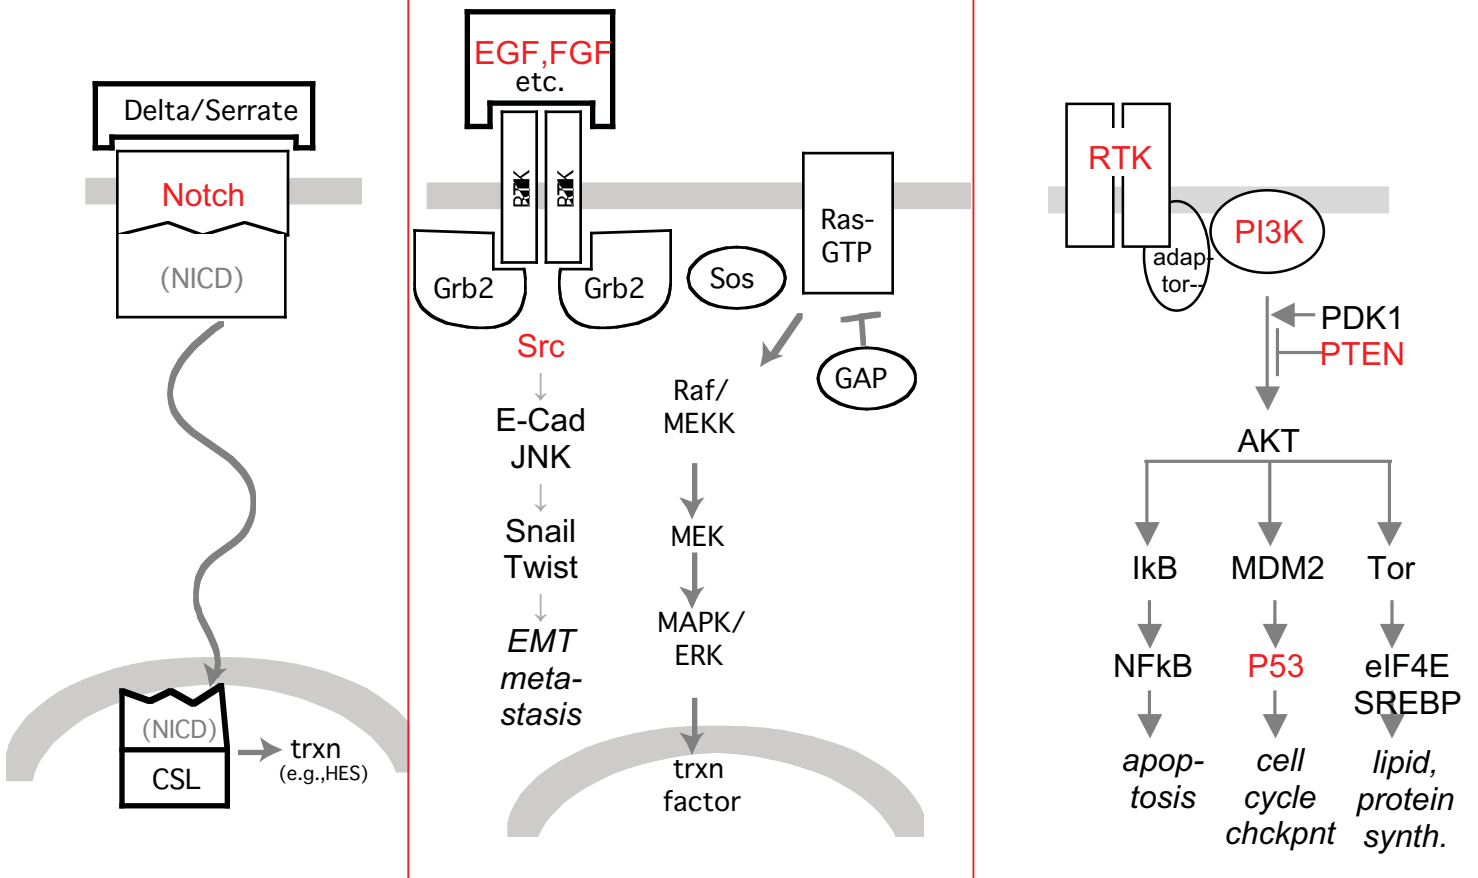 Delta/Serrate
Notch
(NICD)
(NICD)
CSL
trxn
(e.g.,HES)
EGF,FGF
etc.
RTK
RTK
Grb2
Grb2
Sos
Ras-
GTP
GAP
Src
E-Cad
JNK
Snail
Twist
EMT
meta-
stasis
Raf/
MEKK
MEK
MAPK/
ERK
trxn
factor
RTK
adap-
tor--
PI3K
PDK1
PTEN
AKT
IkB
MDM2
Tor
NFkB
P53
eIF4E
SREBP
apop-
tosis
cell
cycle
chckpnt
lipid,
protein
synth.